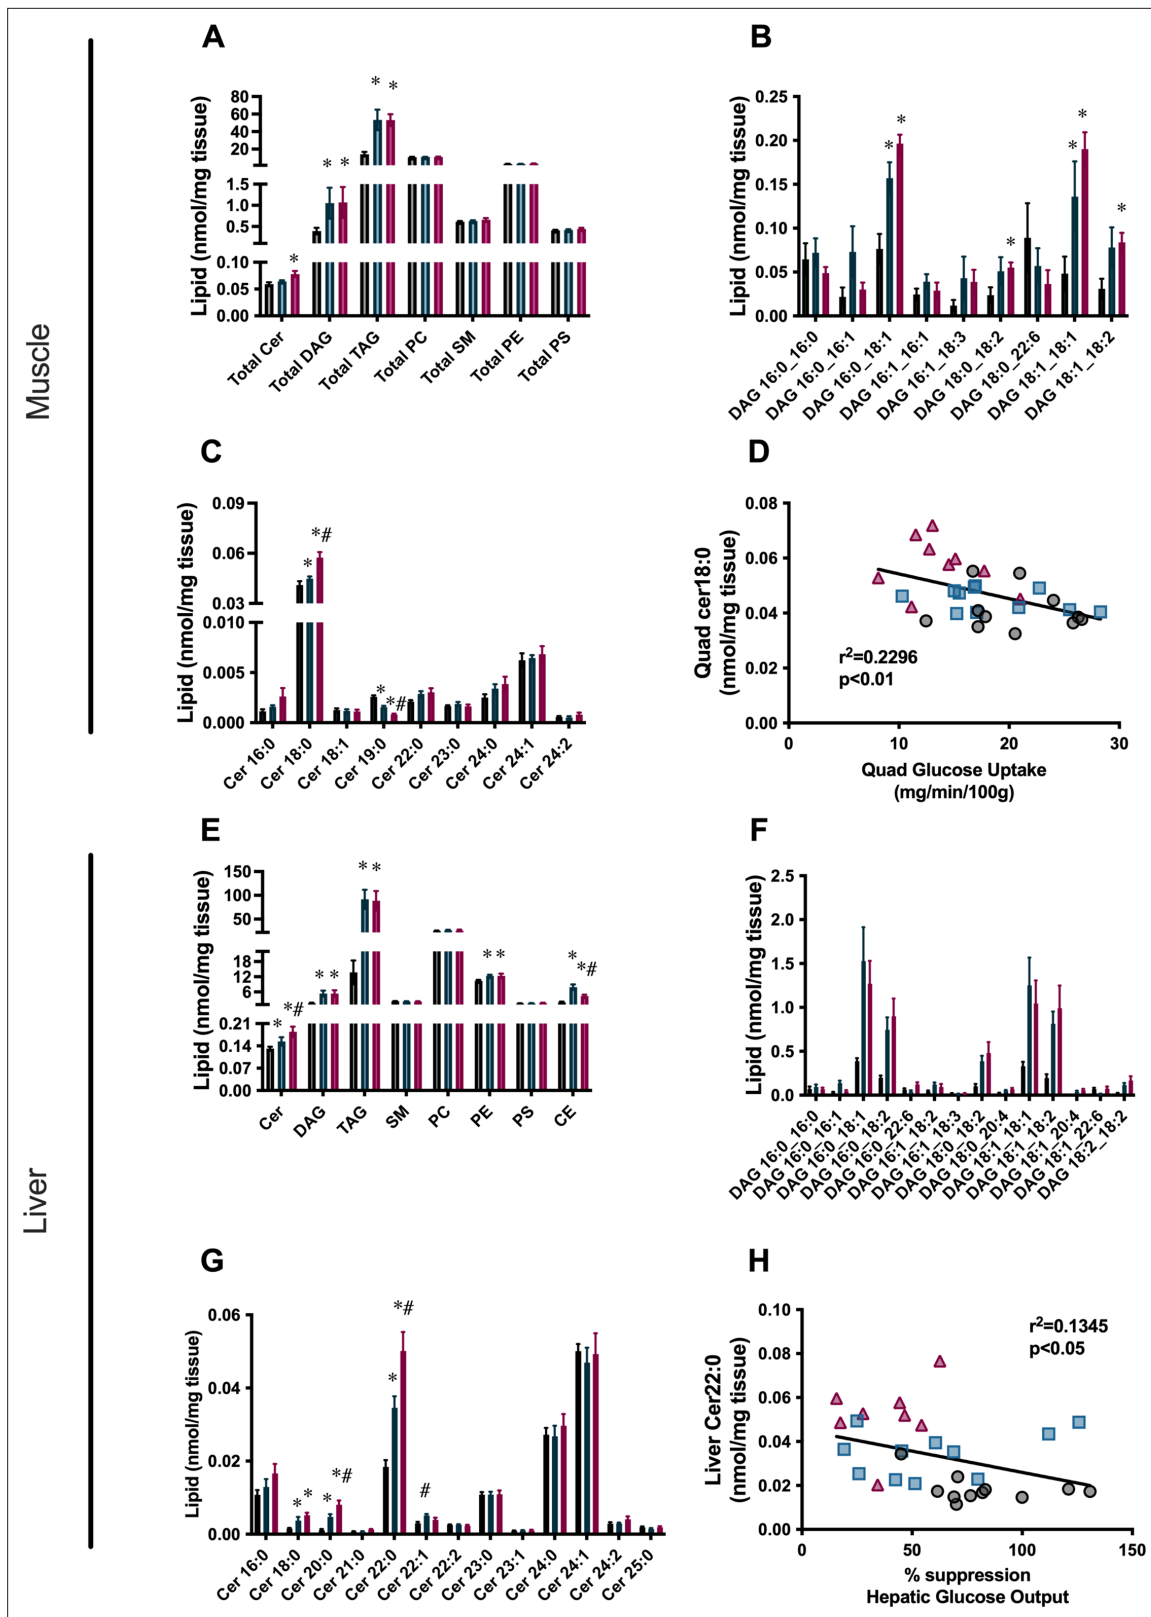 Muscle
A
Lipid (nmol/mg tissue)
80
60
40
20
1.5
1.0
0.5
0.10
0.05
0.00
* * * * *
Total Cer
Total DAG
Total TAG
Total PC
Total SM
Total PE
Total PS
B
Lipid (nmol/mg tissue)
0.25
0.20
0.15
0.10
0.05
0.00
* * * * * *
DAG 16:0_16:0
DAG 16:0_16:1
DAG 16:0_18:1
DAG 16:1_16:1
DAG 16:1_18:3
DAG 18:0_18:2
DAG 18:0_22:6
DAG 18:1_18:1
DAG 18:1_18:2
C
Lipid (nmol/mg tissue)
0.09
0.06
0.03
0.010
0.005
0.000
* *# * *#
Cer 16:0
Cer 18:0
Cer 18:1
Cer 19:0
Cer 22:0
Cer 23:0
Cer 24:0
Cer 24:1
Cer 24:2
D
Quad cer18:0
(nmol/mg tissue)
0.08
0.06
0.04
0.02
0.00
r²=0.2296
p<0.01
0 10 20 30
Quad Glucose Uptake
(mg/min/100g)
Liver
E
Lipid (nmol/mg tissue)
150
100
50
18
12
6
0.21
0.14
0.07
0.00
* *# * * * * * * * *#
Cer
DAG
TAG
SM
PC
PE
PS
CE
F
Lipid (nmol/mg tissue)
2.5
2.0
1.5
1.0
0.5
0.0
DAG 16:0_16:0
DAG 16:0_16:1
DAG 16:0_18:1
DAG 16:0_18:2
DAG 16:0_22:6
DAG 16:1_18:2
DAG 16:1_18:3
DAG 18:0_18:2
DAG 18:0_20:4
DAG 18:1_18:1
DAG 18:1_18:2
DAG 18:1_20:4
DAG 18:1_22:6
DAG 18:2_18:2
G
Lipid (nmol/mg tissue)
0.06
0.04
0.02
0.00
* * * *# * *# #
Cer 16:0
Cer 18:0
Cer 20:0
Cer 21:0
Cer 22:0
Cer 22:1
Cer 22:2
Cer 23:0
Cer 23:1
Cer 24:0
Cer 24:1
Cer 24:2
Cer 25:0
H
Liver Cer22:0
(nmol/mg tissue)
0.10
0.08
0.06
0.04
0.02
0.00
r²=0.1345
p<0.05
0 50 100 150
% suppression
Hepatic Glucose Output